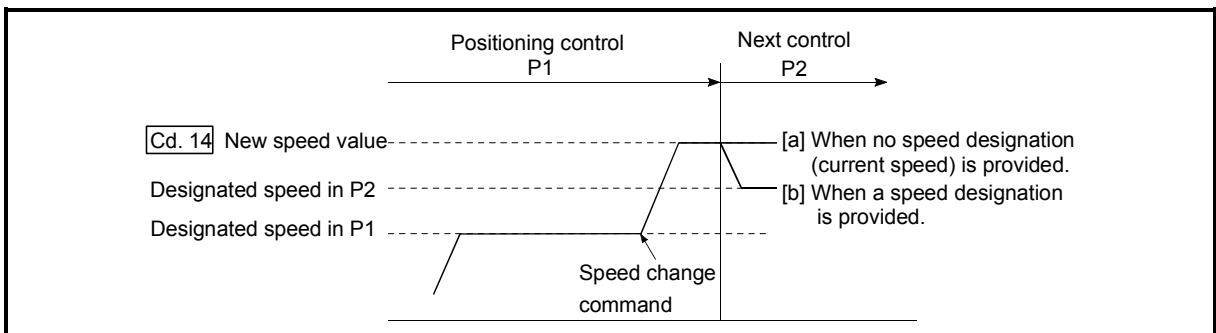 Positioning control
P1
Next control
P2
Cd. 14 New speed value
[a] When no speed designation
(current speed) is provided.
Designated speed in P2
[b] When a speed designation
is provided.
Designated speed in P1
Speed change
command